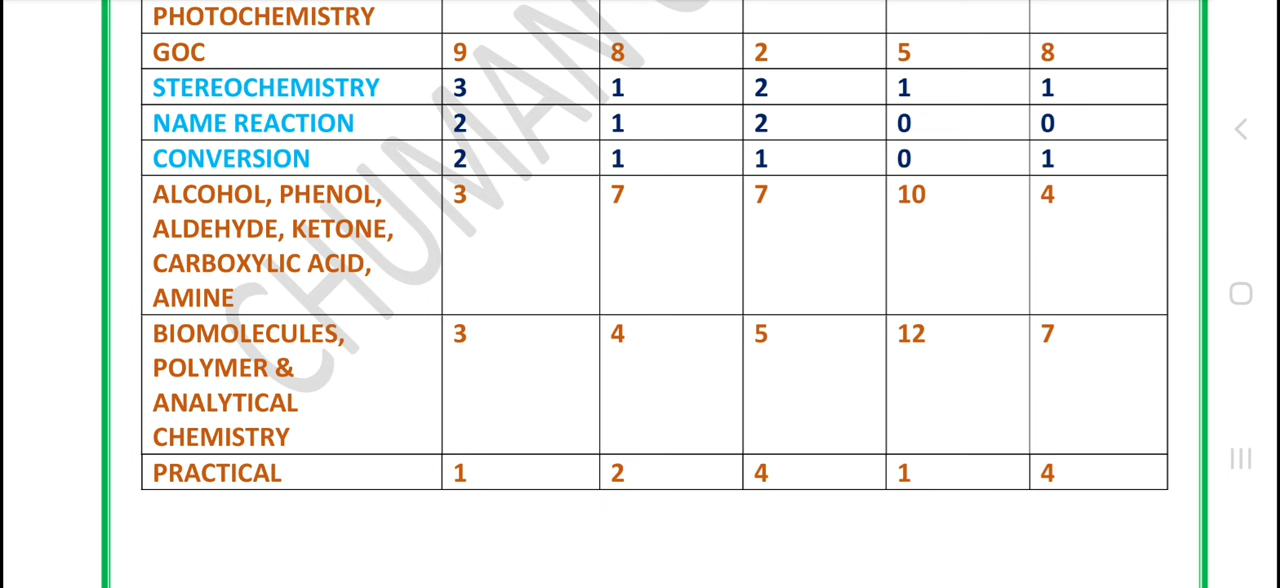 PHOTOCHEMISTRY
GOC 9 8 2 5 8
STEREOCHEMISTRY 3 1 2 1 1
NAME REACTION 2 1 2 0 0
CONVERSION 2 1 1 0 1
ALCOHOL, PHENOL, 3 7 7 10 4
ALDEHYDE, KETONE,
CARBOXYLIC ACID,
AMINE
BIOMOLECULES, 3 4 5 12 7
POLYMER &
ANALYTICAL
CHEMISTRY
PRACTICAL 1 2 4 1 4
CHUMAN